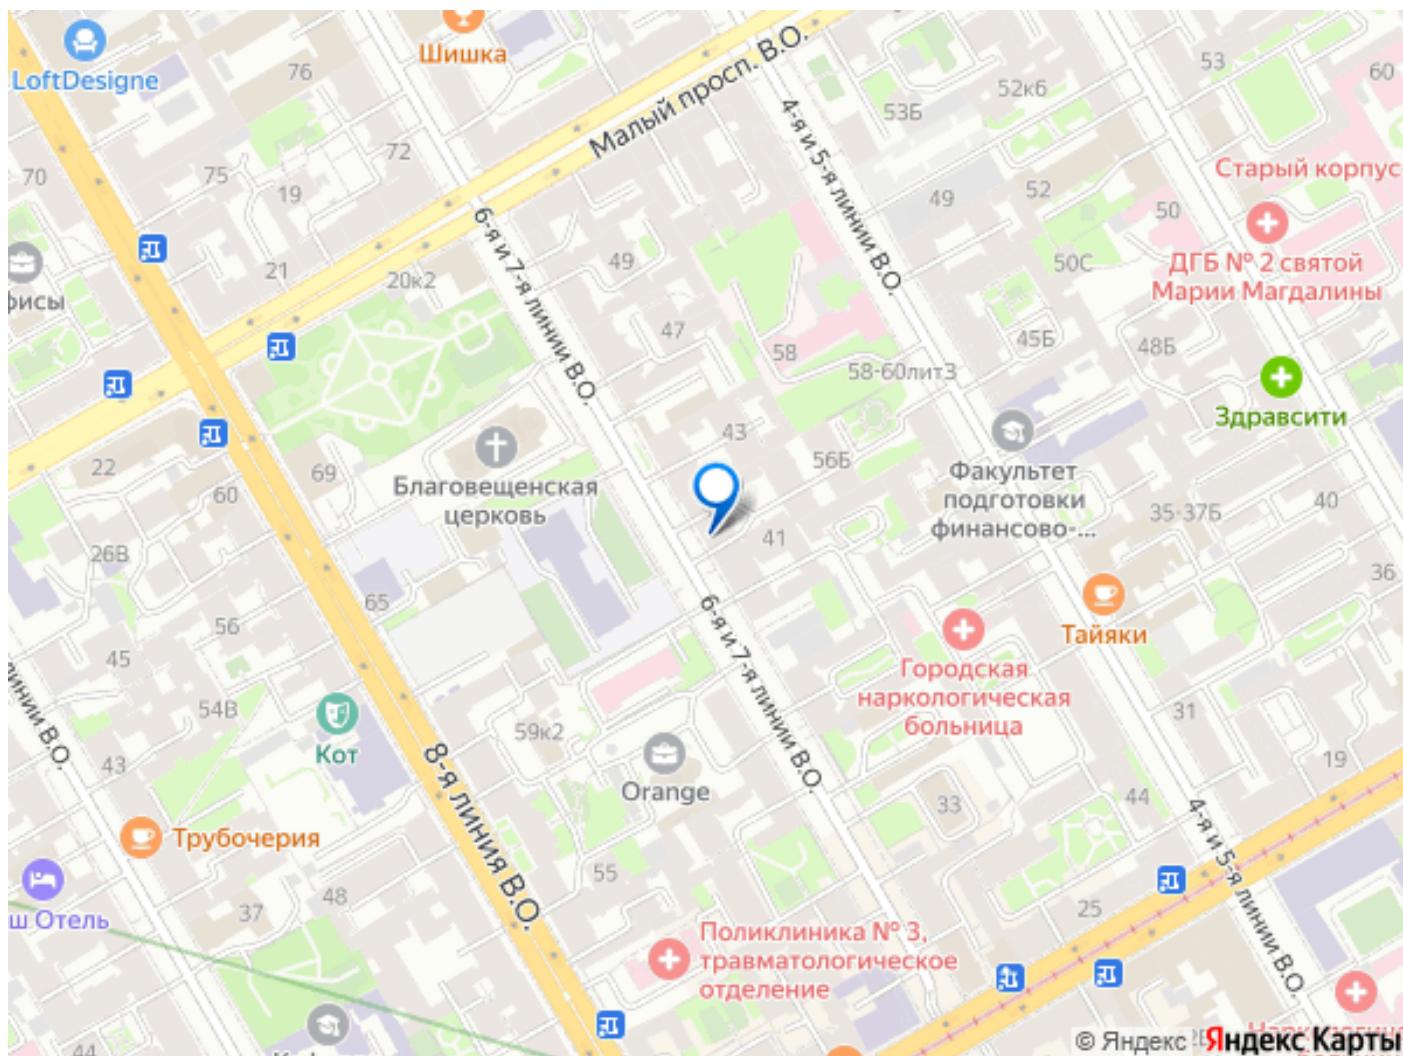 Шишка
LoftDesigne
76
53
60
52к6
53Б
Малый просп. В.О.
4-я и 5-я линии В.О.
72
70
75
19
Старый корпус
52
49
50
6-я и 7-я линии В.О.
49
50С
ДГБ № 2 святой
Марии Магдалины
21
20к2
47
45Б
48Б
58
58-60литЗ
Здравсити
43
56Б
Благовещенская
церковь
Факультет
подготовки
финансово-...
22
69
60
40
35-37Б
41
26В
36
65
6-я и 7-я линии В.О.
Тайяки
56
45
Городская
наркологическая
больница
54В
31
59к2
Кот
43
19
8-я линия В.О.
Orange
44
33
4-я и 5-я линии В.О.
Трубочерия
55
48
37
25
Поликлиника № 3,
травматологическое
отделение
44
© Яндекс
Яндекс Карты